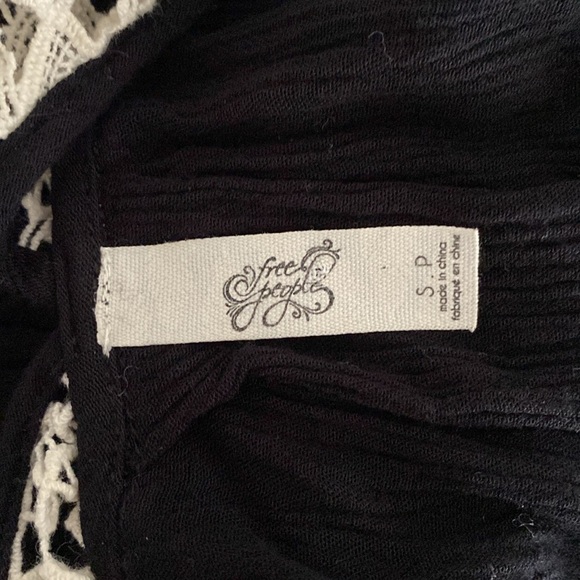 free
people
S . P
made in china
fabriqué en chine